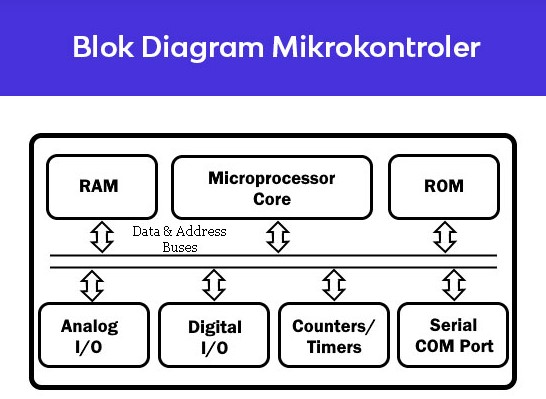 Blok Diagram Mikrokontroler
RAM
Microprocessor
Core
ROM
Data & Address
Buses
Analog
I/O
Digital
I/O
Counters/
Timers
Serial
COM Port